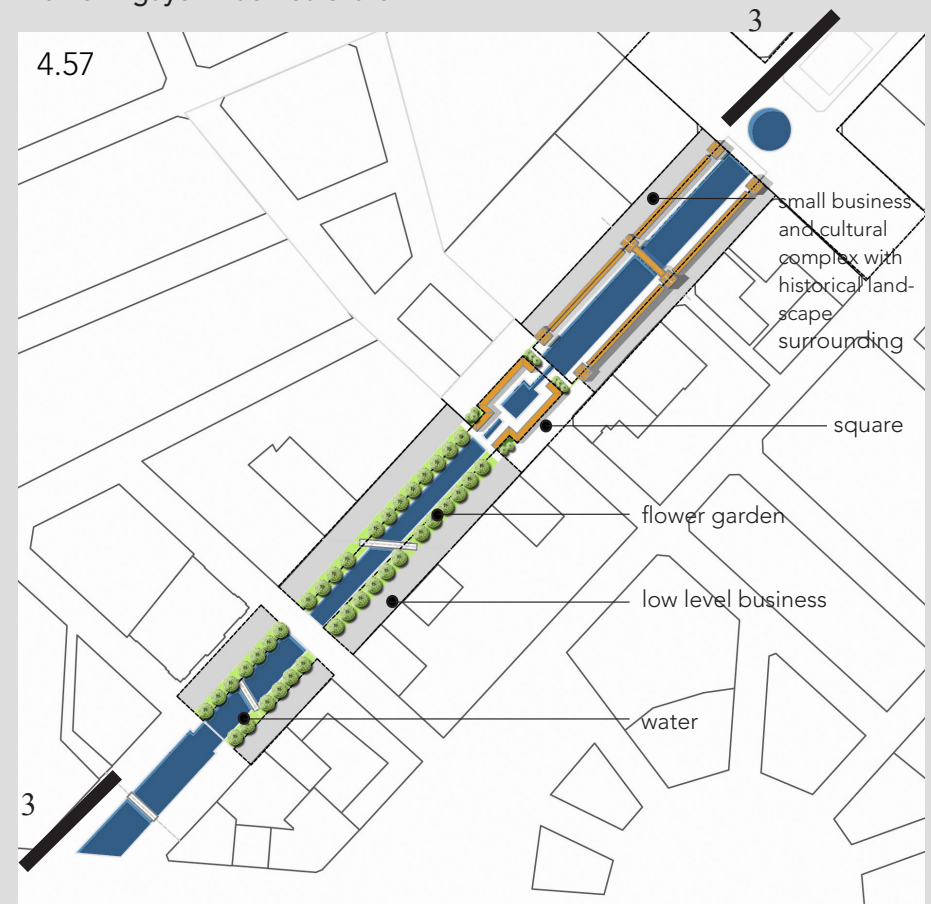 3
4.57
small business
and cultural
complex with
historical land-
scape
surrounding
square
flower garden
low level business
water
3